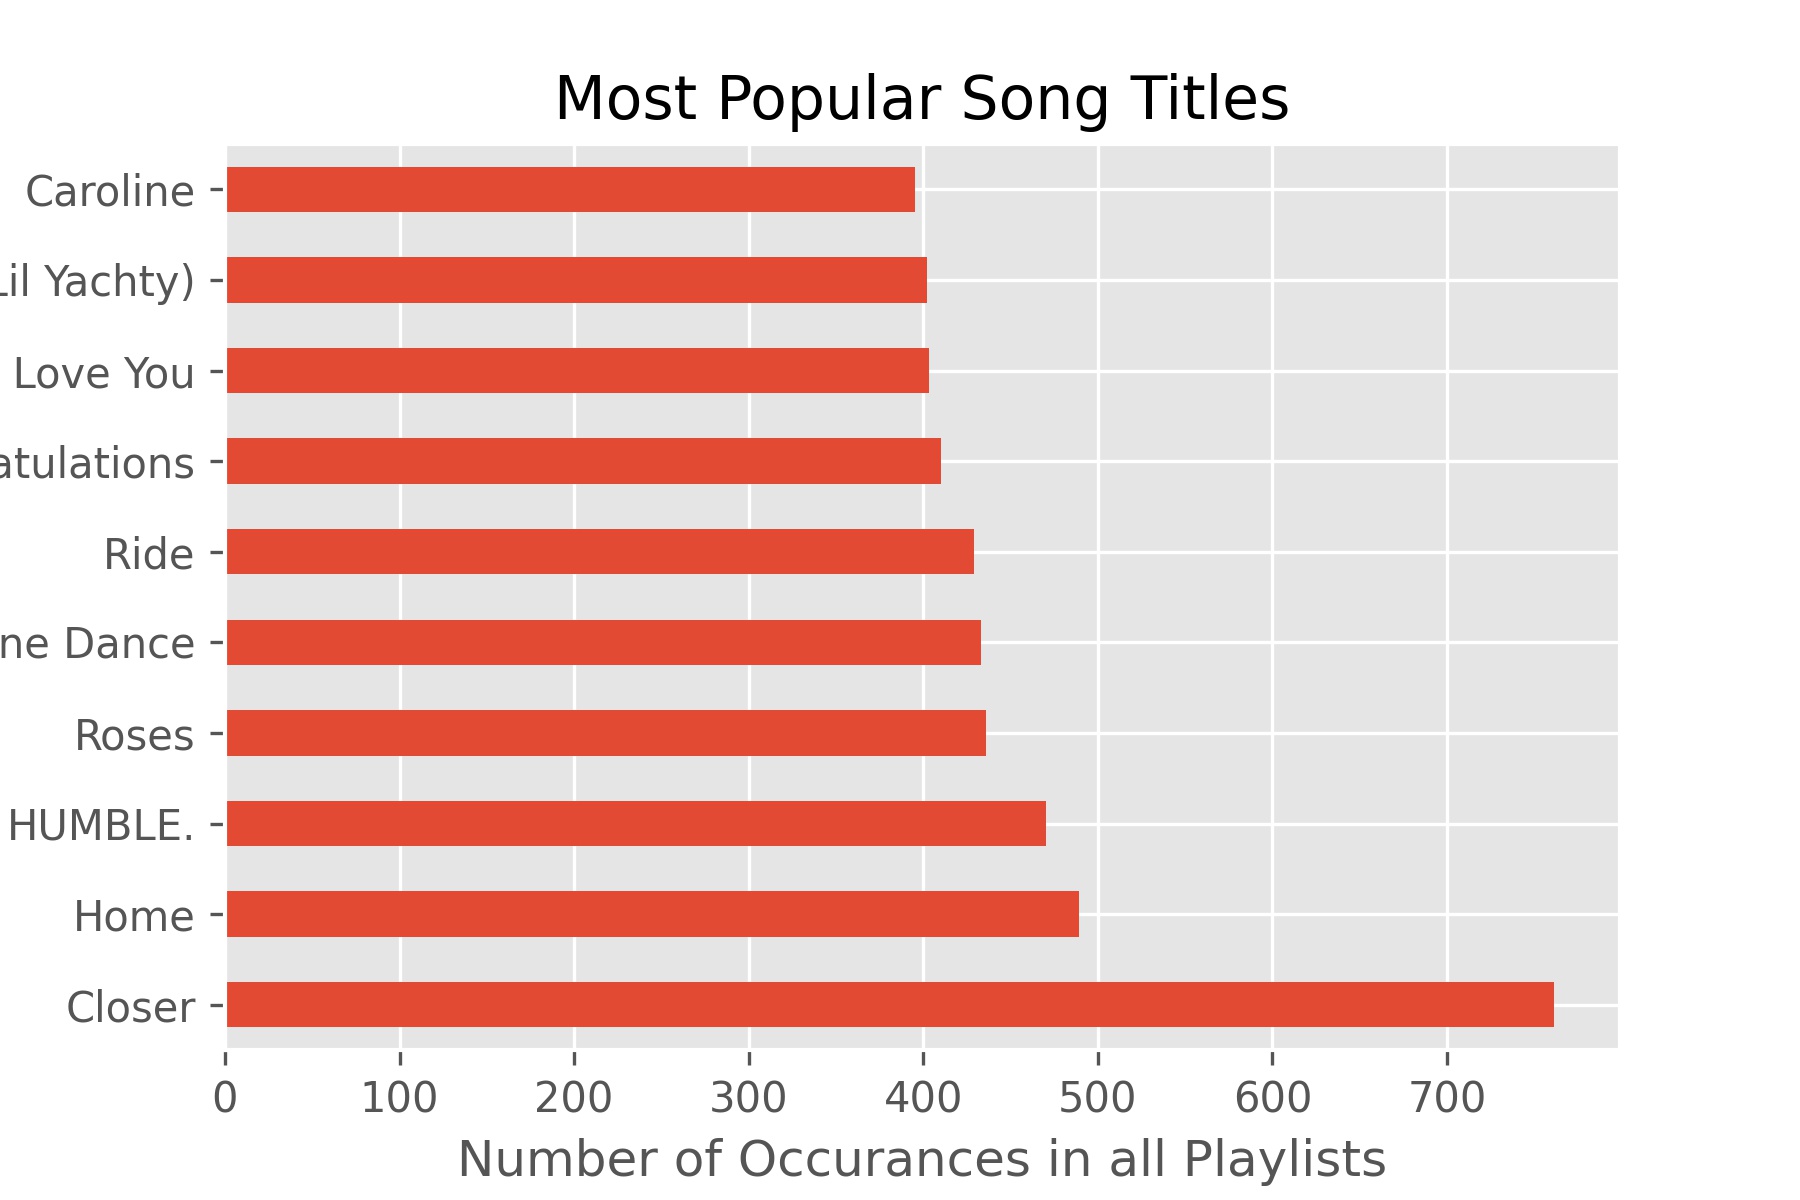 Most Popular Song Titles
Caroline
Lil Yachty)
Love You
atulations
Ride
ne Dance
Roses
HUMBLE.
Home
Closer
0 100 200 300 400 500 600 700
Number of Occurances in all Playlists